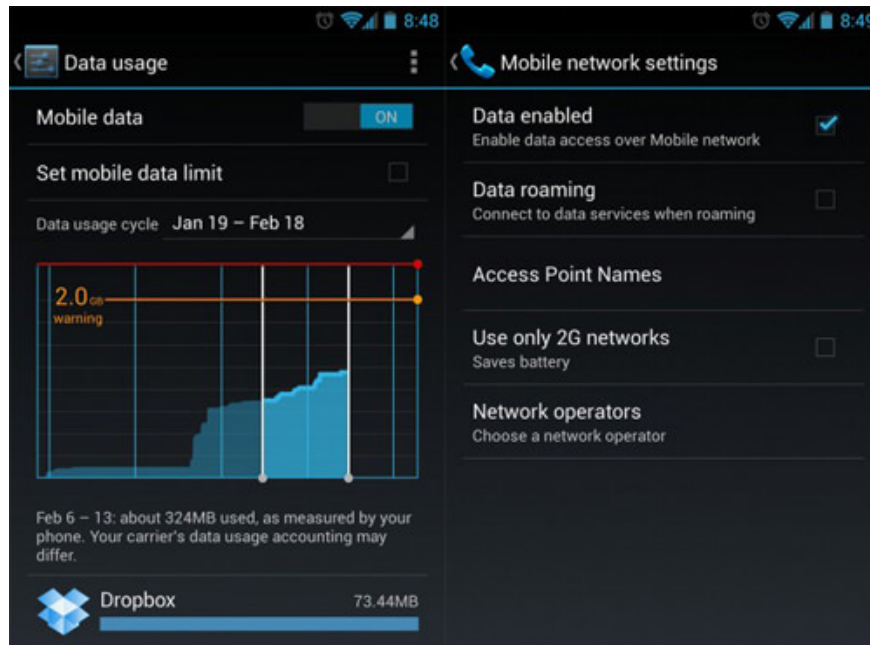 8:48
Data usage
Mobile data ON
Set mobile data limit
Data usage cycle Jan 19 – Feb 18
2.0 GB
warning
Feb 6 – 13: about 324MB used, as measured by your
phone. Your carrier's data usage accounting may
differ.
Dropbox 73.44MB
8:49
Mobile network settings
Data enabled
Enable data access over Mobile network
Data roaming
Connect to data services when roaming
Access Point Names
Use only 2G networks
Saves battery
Network operators
Choose a network operator